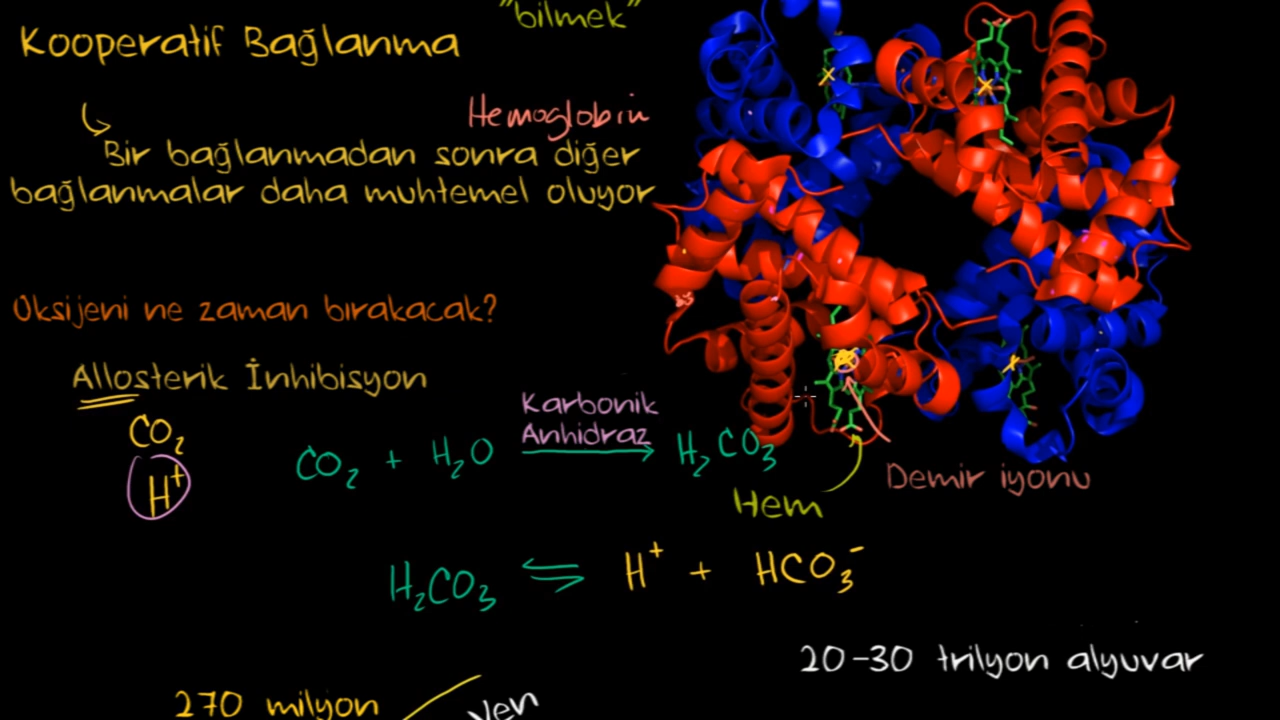 "bilmek"
Kooperatif Bağlanma
Hemoglobin
Bir bağlanmadan sonra diğer
bağlanmalar daha muhtemel oluyor
Oksijeni ne zaman bırakacak?
Allosterik İnhibisyon
CO₂
H⁺
Karbonik
Anhidraz
CO₂ + H₂O → H₂CO₃
Hem
Demir iyonu
H₂CO₃ ⇌ H⁺ + HCO₃⁻
20-30 trilyon alyuvar
270 milyon